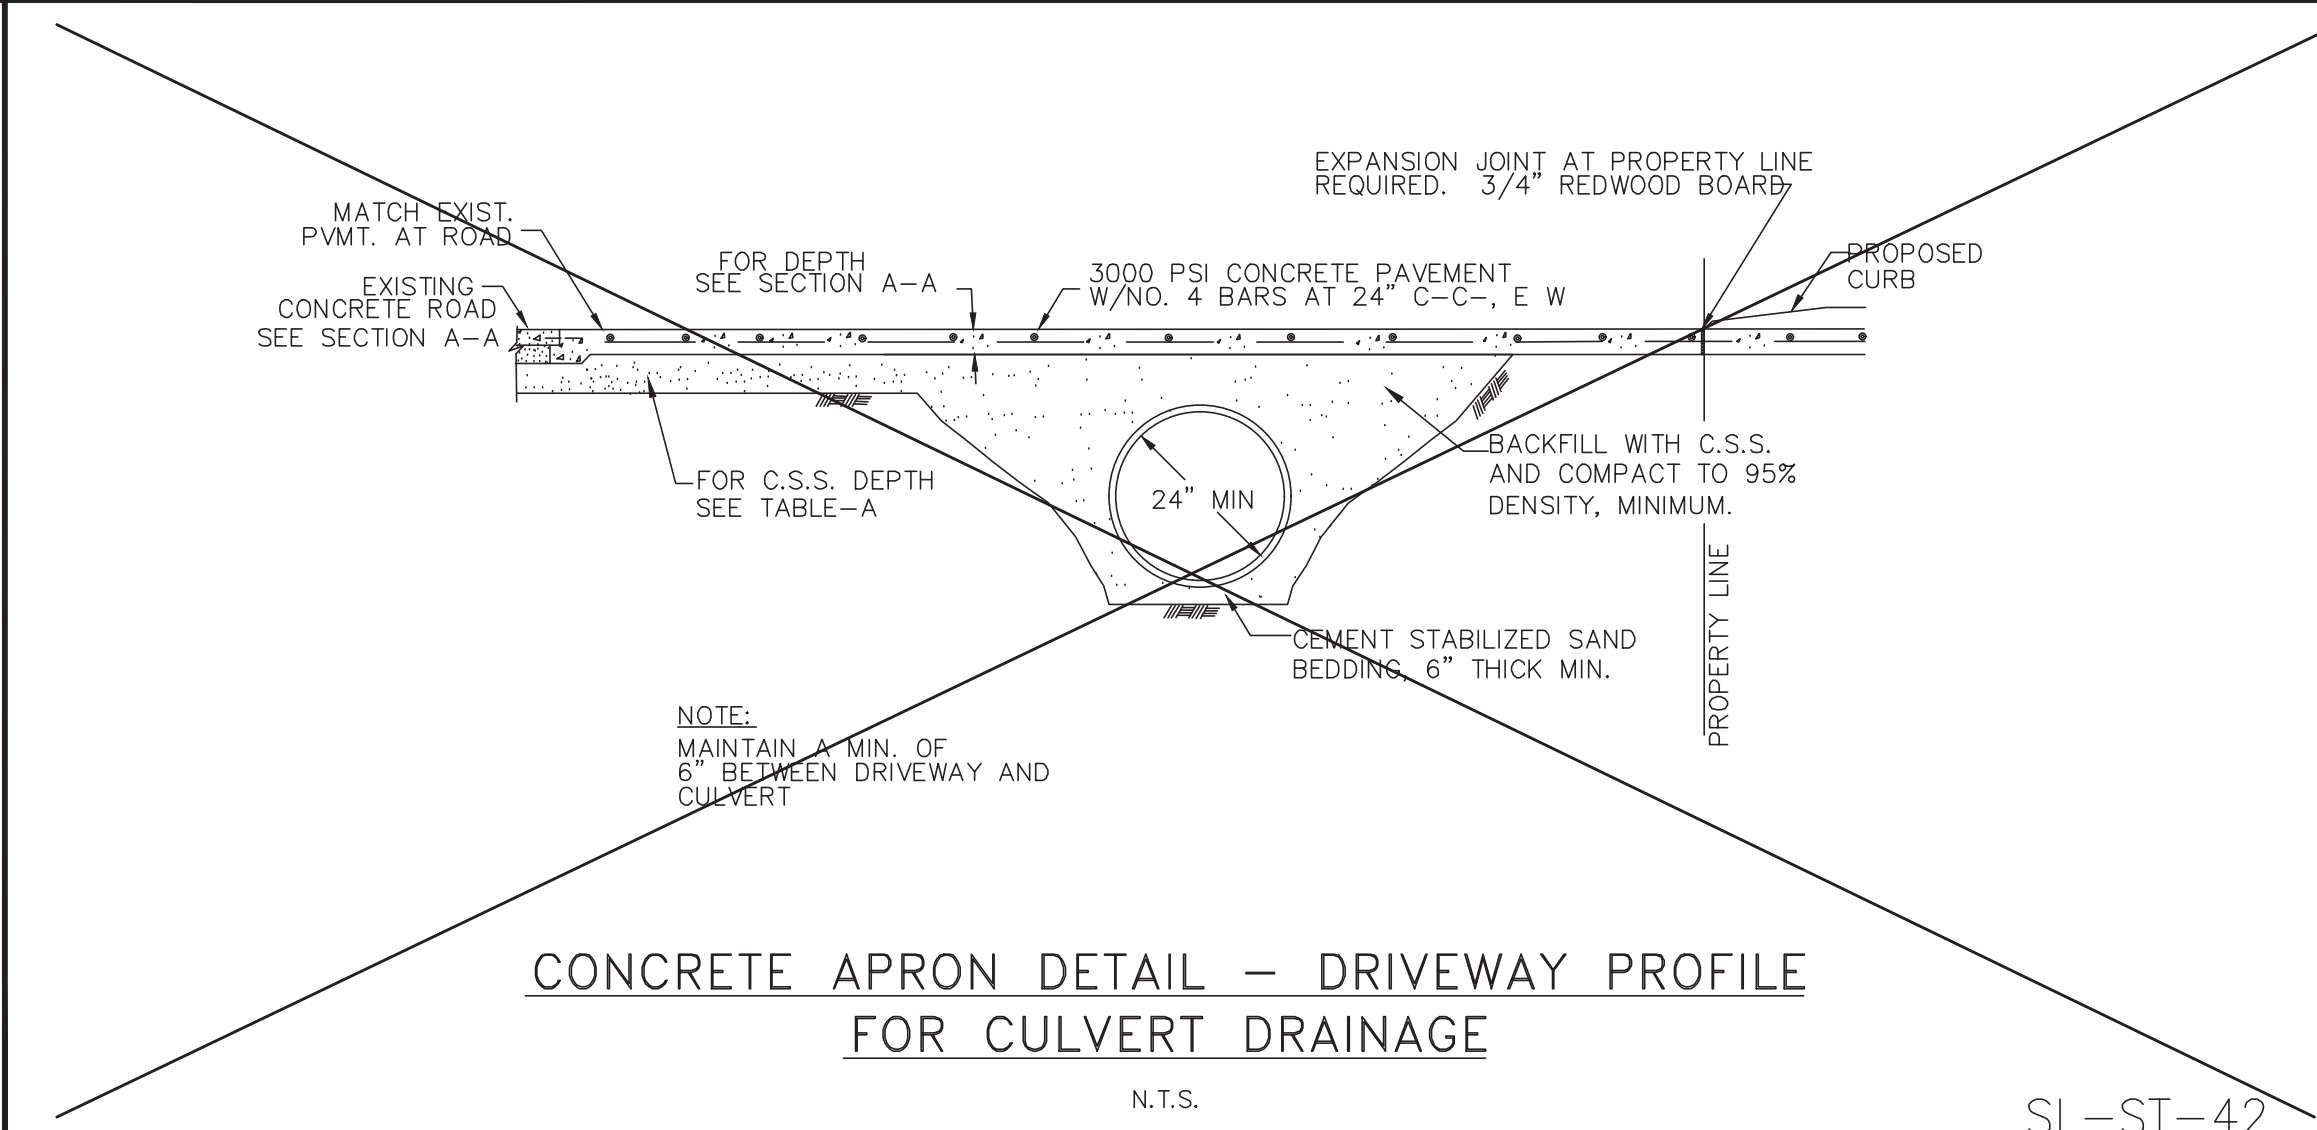 EXPANSION JOINT AT PROPERTY LINE
REQUIRED. 3/4" REDWOOD BOARD
MATCH EXIST.
PVMT. AT ROAD
FOR DEPTH
SEE SECTION A-A
3000 PSI CONCRETE PAVEMENT
W/NO. 4 BARS AT 24" C-C-, E W
PROPOSED
CURB
EXISTING
CONCRETE ROAD
SEE SECTION A-A
FOR C.S.S. DEPTH
SEE TABLE-A
24" MIN
BACKFILL WITH C.S.S.
AND COMPACT TO 95%
DENSITY, MINIMUM.
PROPERTY LINE
CEMENT STABILIZED SAND
BEDDING, 6" THICK MIN.
NOTE:
MAINTAIN A MIN. OF
6" BETWEEN DRIVEWAY AND
CULVERT
CONCRETE APRON DETAIL - DRIVEWAY PROFILE
FOR CULVERT DRAINAGE
N.T.S.
SL-ST-42